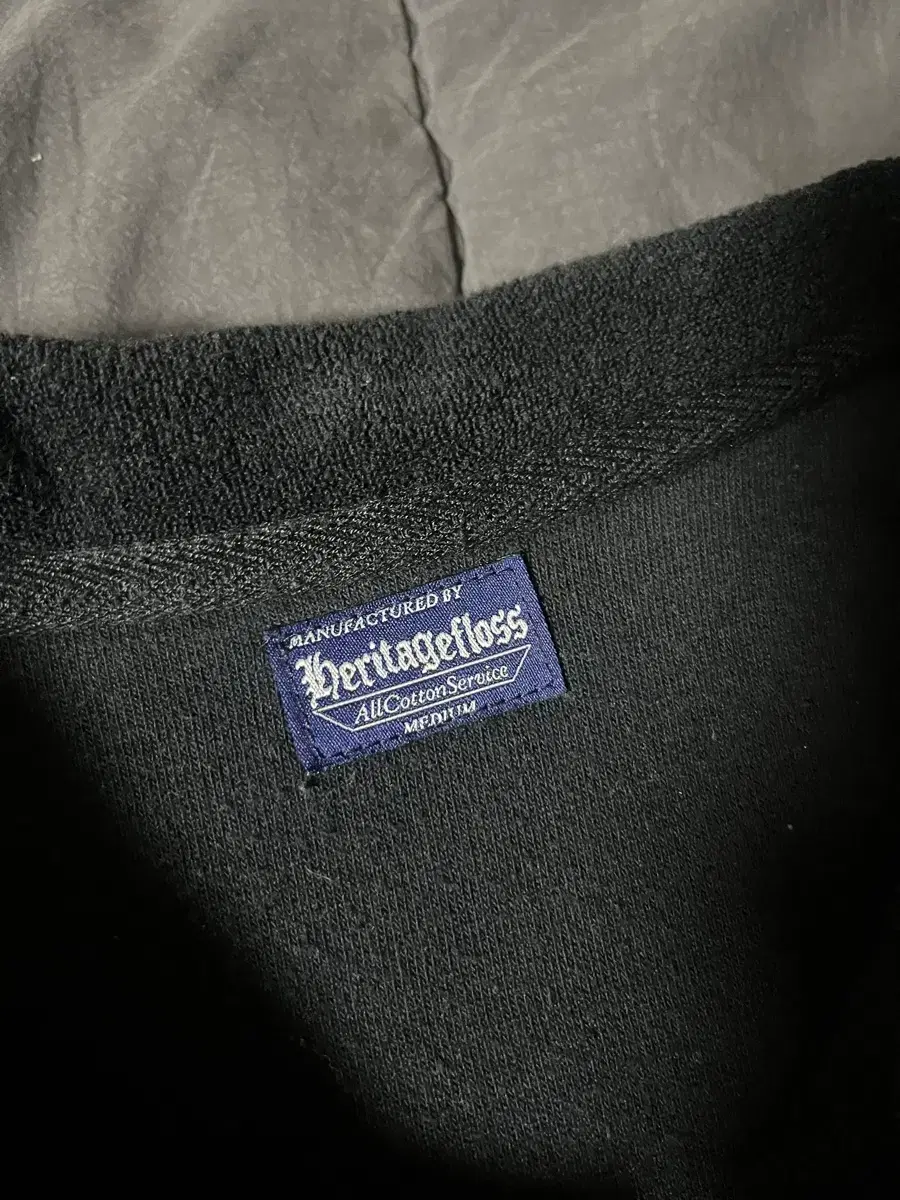 MANUFACTURED BY
Heritagefloss
AllCottonService
MEDIUM